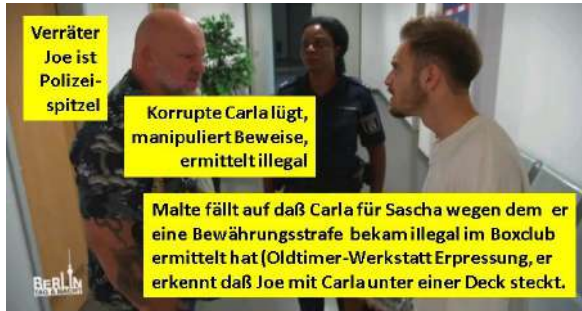 Verräter
Joe ist
Polizei-
spitzel
Korrupte Carla lügt,
manipuliert Beweise,
ermittelt illegal
Malte fällt auf daß Carla für Sascha wegen dem er
eine Bewährungsstrafe bekam illegal im Boxclub
ermittelt hat (Oldtimer-Werkstatt Erpressung, er
erkennt daß Joe mit Carla unter einer Deck steckt.
BERLIN
TAG & NACHT